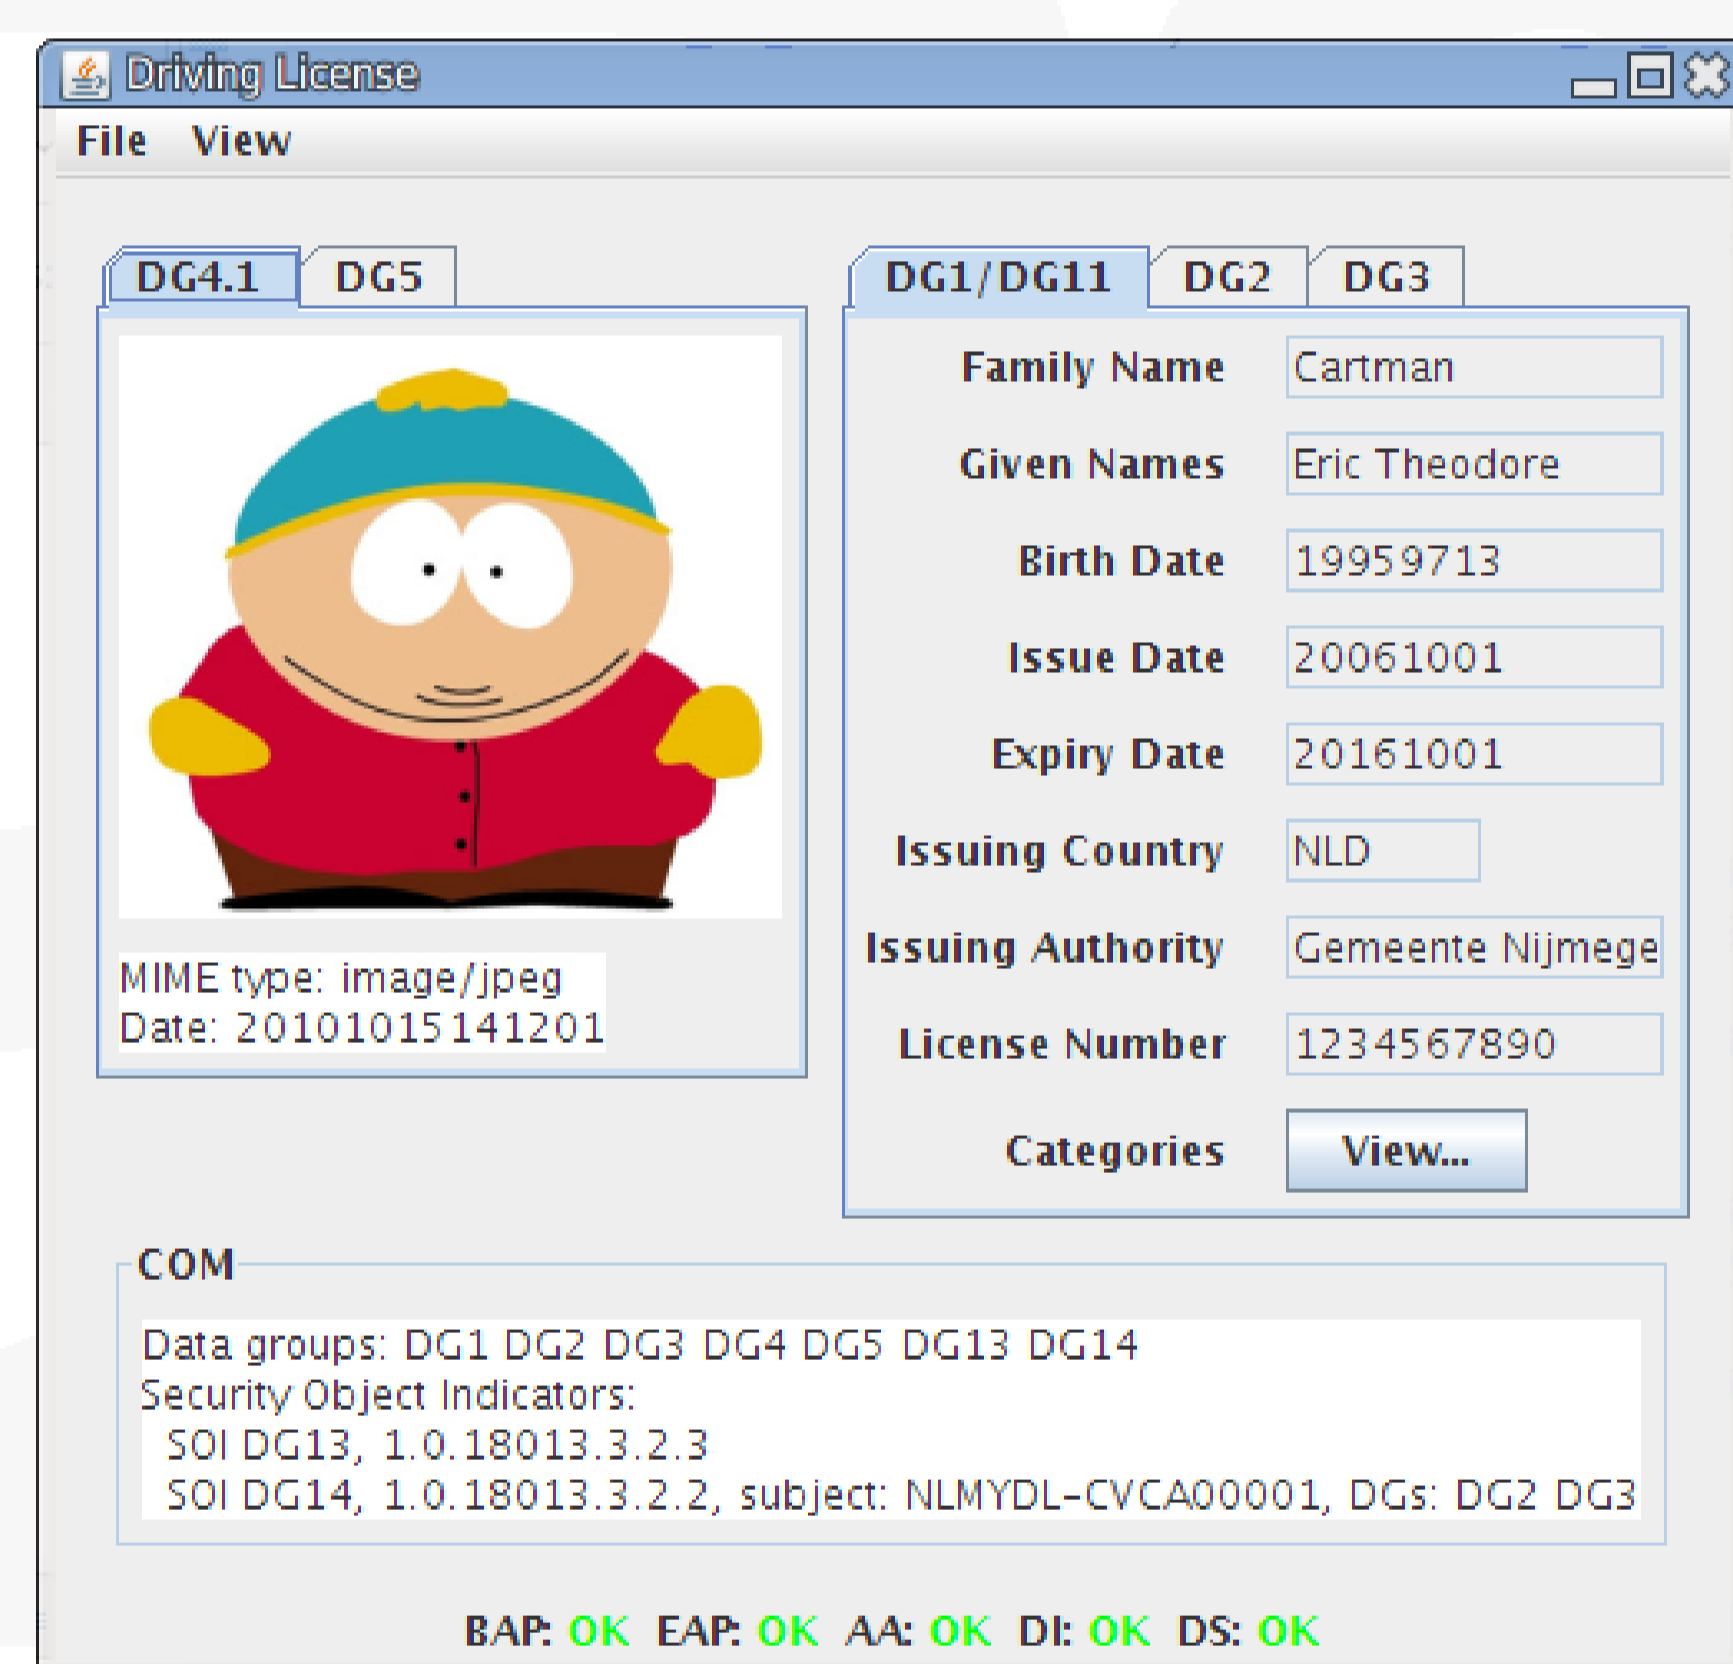 Driving License
File View
DG4.1 DG5
MIME type: image/jpeg
Date: 20101015141201
DG1/DG11 DG2 DG3
Family Name Cartman
Given Names Eric Theodore
Birth Date 19959713
Issue Date 20061001
Expiry Date 20161001
Issuing Country NLD
Issuing Authority Gemeente Nijmege
License Number 1234567890
Categories View...
COM
Data groups: DG1 DG2 DG3 DG4 DG5 DG13 DG14
Security Object Indicators:
SOI DG13, 1.0.18013.3.2.3
SOI DG14, 1.0.18013.3.2.2, subject: NLMYDL-CVCA00001, DGs: DG2 DG3
BAP: OK EAP: OK AA: OK DI: OK DS: OK